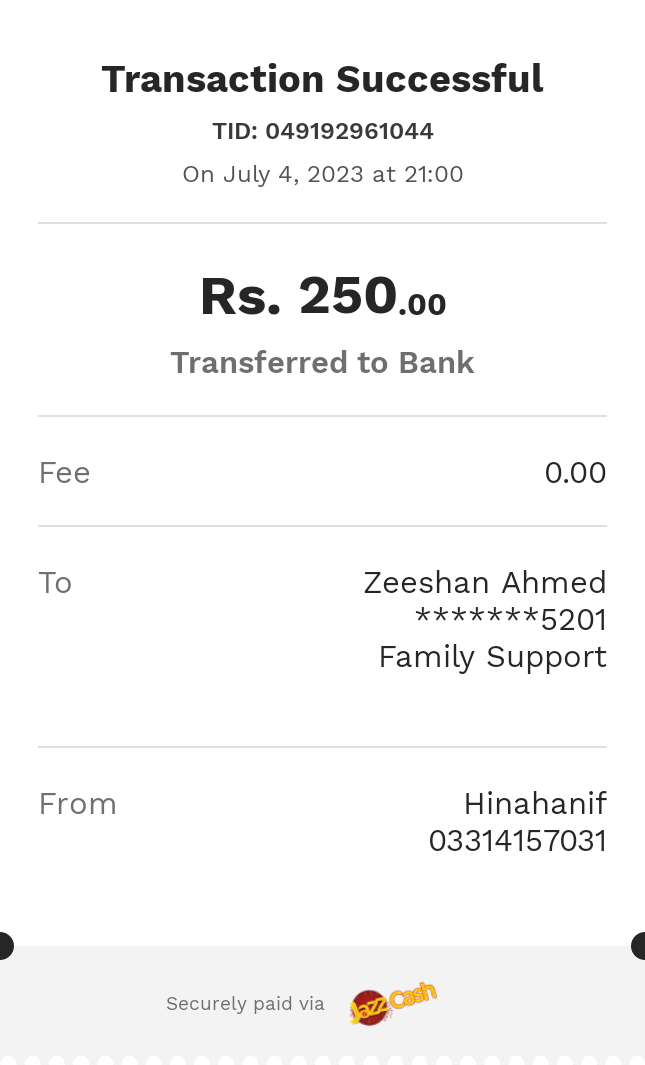 Transaction Successful
TID: 049192961044
On July 4, 2023 at 21:00
Rs. 250.00
Transferred to Bank
Fee 0.00
To Zeeshan Ahmed
*******5201
Family Support
From Hinahanif
03314157031
Securely paid via JazzCash